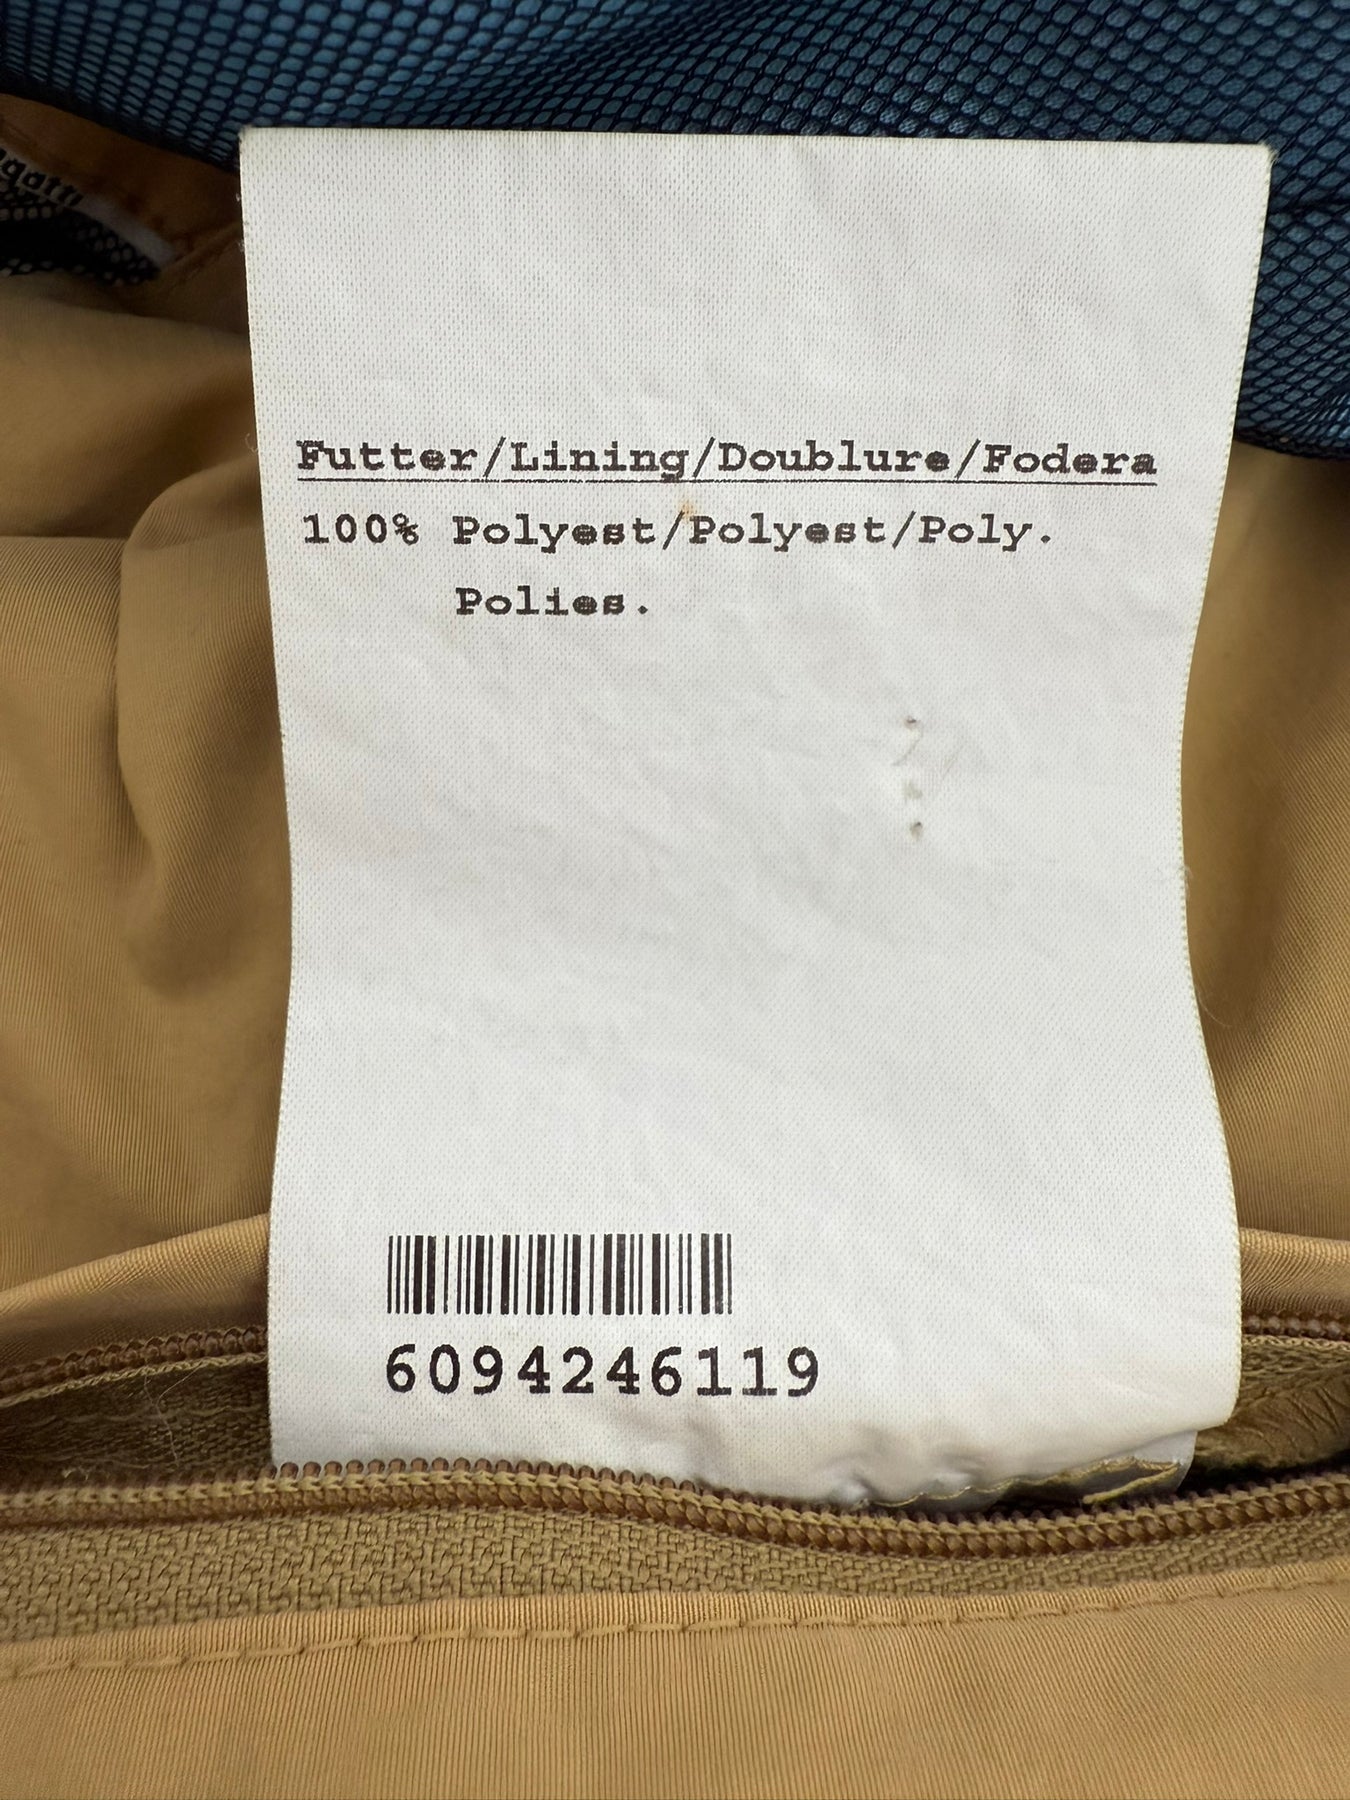 Futter/Lining/Doublure/Fodera
100% Polyest/Polyest/Poly.
Polies.
6094246119